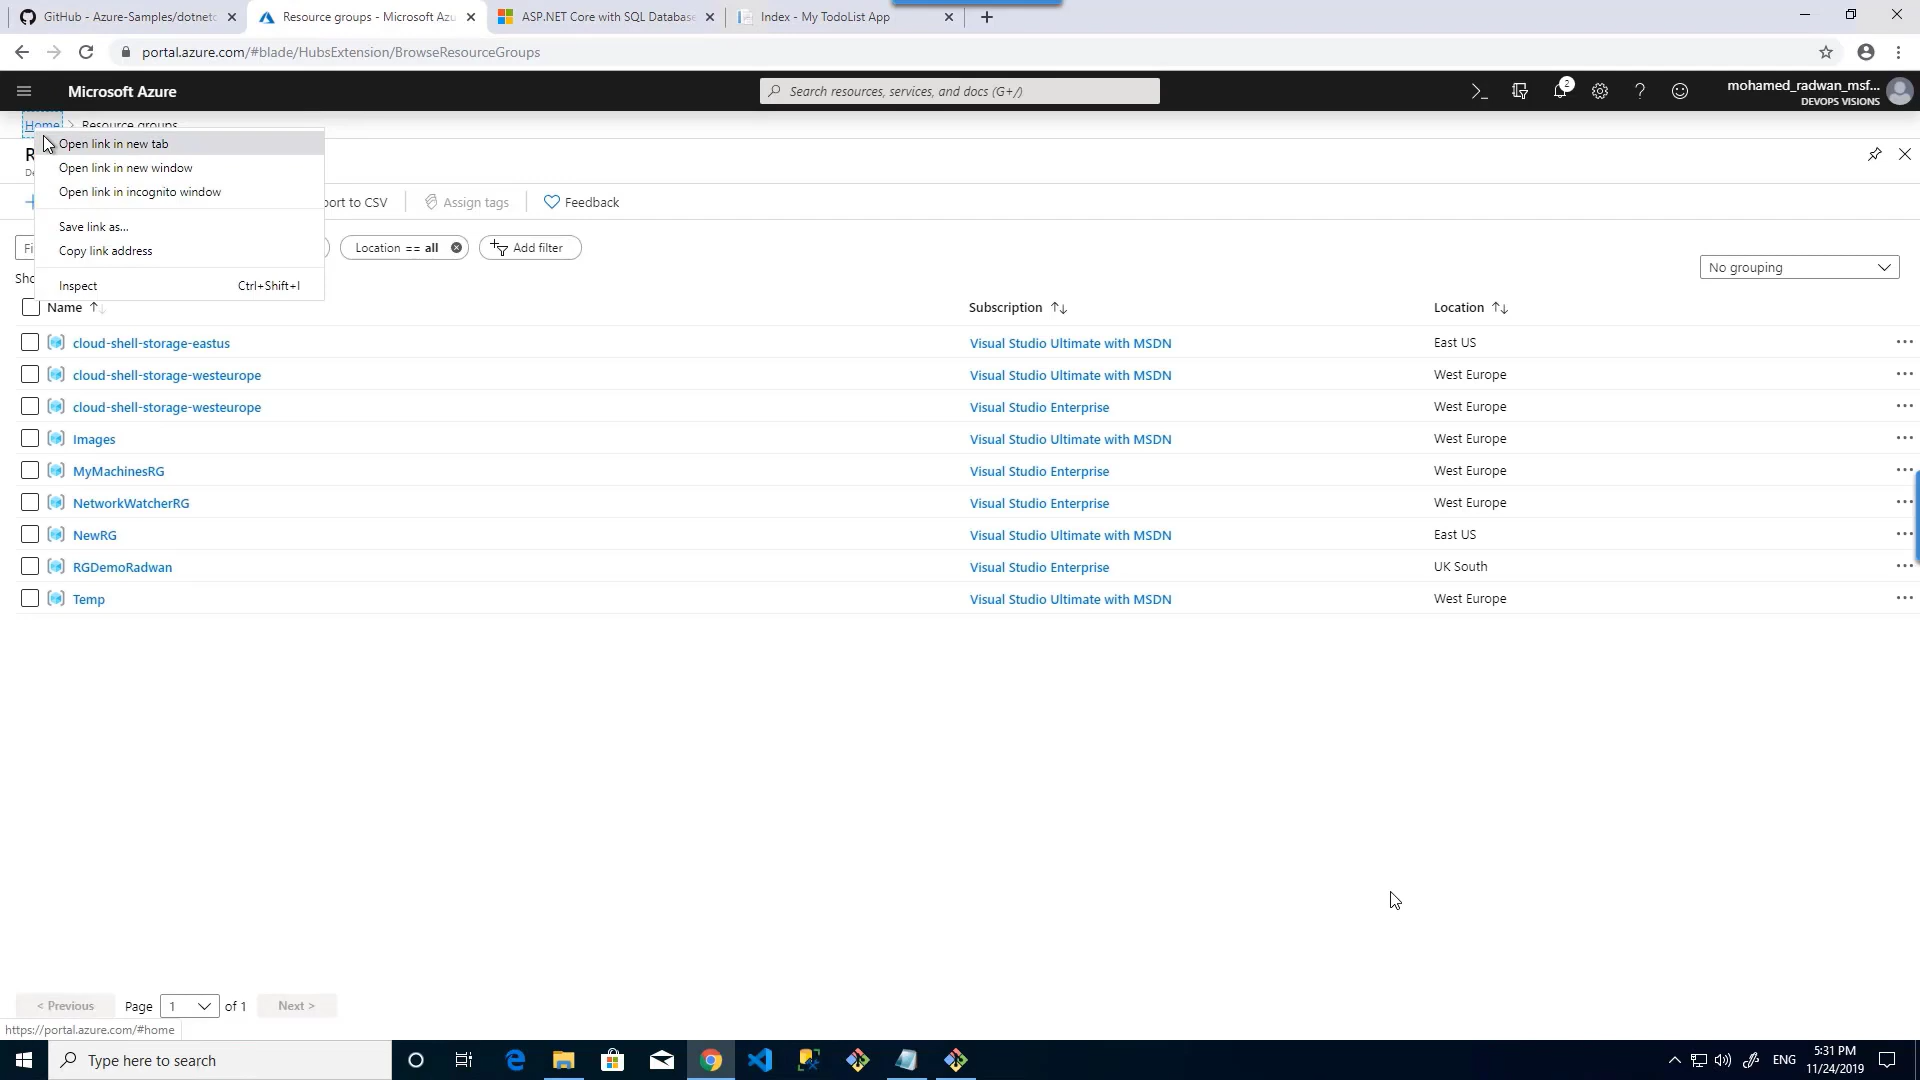 GitHub - Azure-Samples/dotnetc
Resource groups - Microsoft Azu
ASP.NET Core with SQL Database
Index - My TodoList App
portal.azure.com/#blade/HubsExtension/BrowseResourceGroups
Microsoft Azure
Search resources, services, and docs (G+/)
2
mohamed_radwan_msf...
DEVOPS VISIONS
Home > Resource groups
Open link in new tab
Open link in new window
Open link in incognito window
Save link as...
Copy link address
Inspect Ctrl+Shift+I
port to CSV
Assign tags
Feedback
Fi
Location == all
Add filter
Sho
No grouping
Name
Subscription
Location
cloud-shell-storage-eastus Visual Studio Ultimate with MSDN East US
cloud-shell-storage-westeurope Visual Studio Ultimate with MSDN West Europe
cloud-shell-storage-westeurope Visual Studio Enterprise West Europe
Images Visual Studio Ultimate with MSDN West Europe
MyMachinesRG Visual Studio Enterprise West Europe
NetworkWatcherRG Visual Studio Enterprise West Europe
NewRG Visual Studio Ultimate with MSDN East US
RGDemoRadwan Visual Studio Enterprise UK South
Temp Visual Studio Ultimate with MSDN West Europe
< Previous Page 1 of 1 Next >
https://portal.azure.com/#home
Type here to search
ENG
5:31 PM
11/24/2019